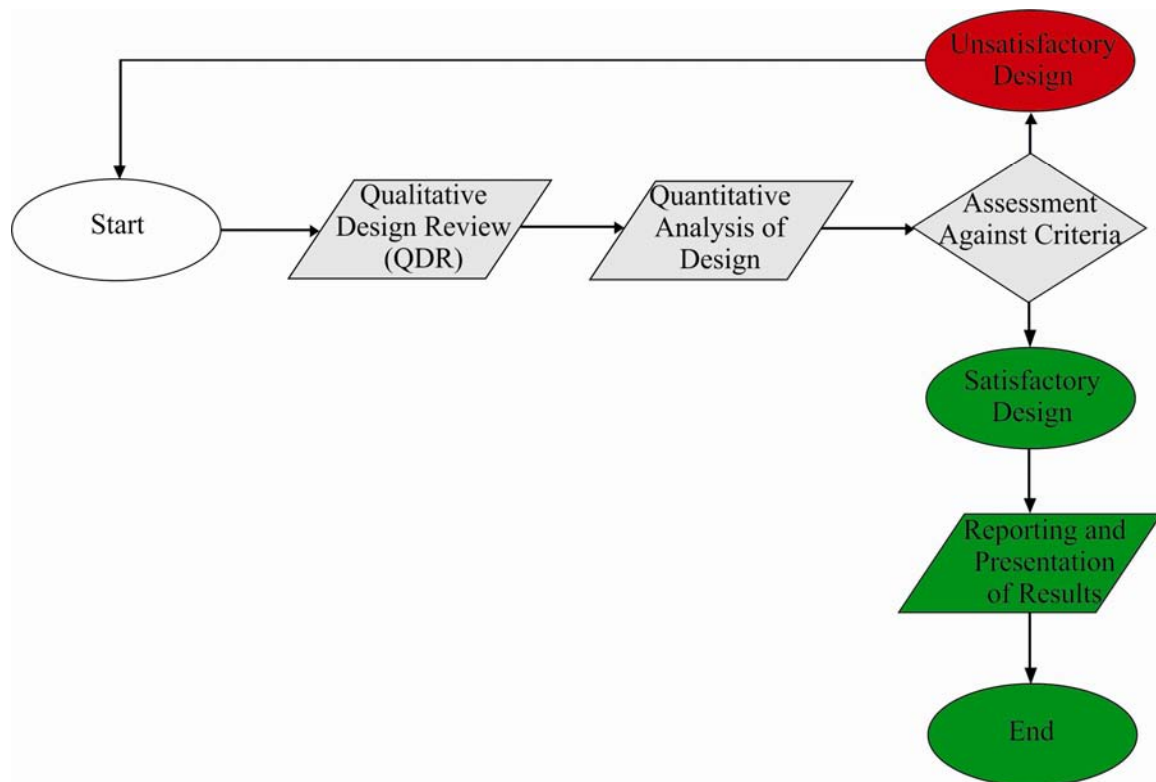 Unsatisfactory
Design
Start
Qualitative
Design Review
(QDR)
Quantitative
Analysis of
Design
Assessment
Against Criteria
Satisfactory
Design
Reporting and
Presentation
of Results
End